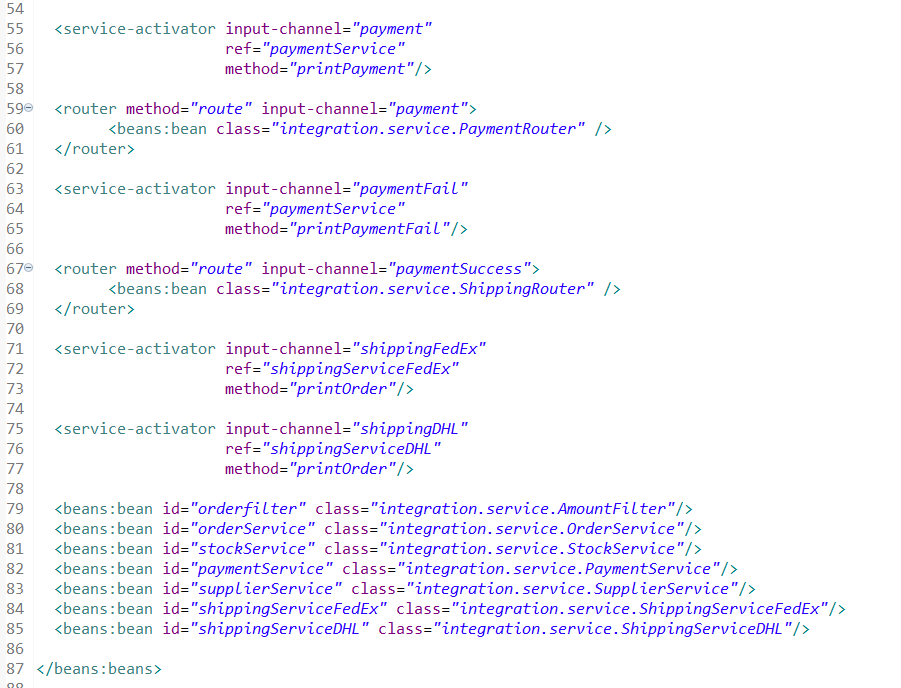 54
55 <service-activator input-channel="payment"
56 ref="paymentService"
57 method="printPayment"/>
58
59 <router method="route" input-channel="payment">
60 <beans:bean class="integration.service.PaymentRouter" />
61 </router>
62
63 <service-activator input-channel="paymentFail"
64 ref="paymentService"
65 method="printPaymentFail"/>
66
67 <router method="route" input-channel="paymentSuccess">
68 <beans:bean class="integration.service.ShippingRouter" />
69 </router>
70
71 <service-activator input-channel="shippingFedEx"
72 ref="shippingServiceFedEx"
73 method="printOrder"/>
74
75 <service-activator input-channel="shippingDHL"
76 ref="shippingServiceDHL"
77 method="printOrder"/>
78
79 <beans:bean id="orderfilter" class="integration.service.AmountFilter"/>
80 <beans:bean id="orderService" class="integration.service.OrderService"/>
81 <beans:bean id="stockService" class="integration.service.StockService"/>
82 <beans:bean id="paymentService" class="integration.service.PaymentService"/>
83 <beans:bean id="supplierService" class="integration.service.SupplierService"/>
84 <beans:bean id="shippingServiceFedEx" class="integration.service.ShippingServiceFedEx"/>
85 <beans:bean id="shippingServiceDHL" class="integration.service.ShippingServiceDHL"/>
86
87 </beans:beans>
88